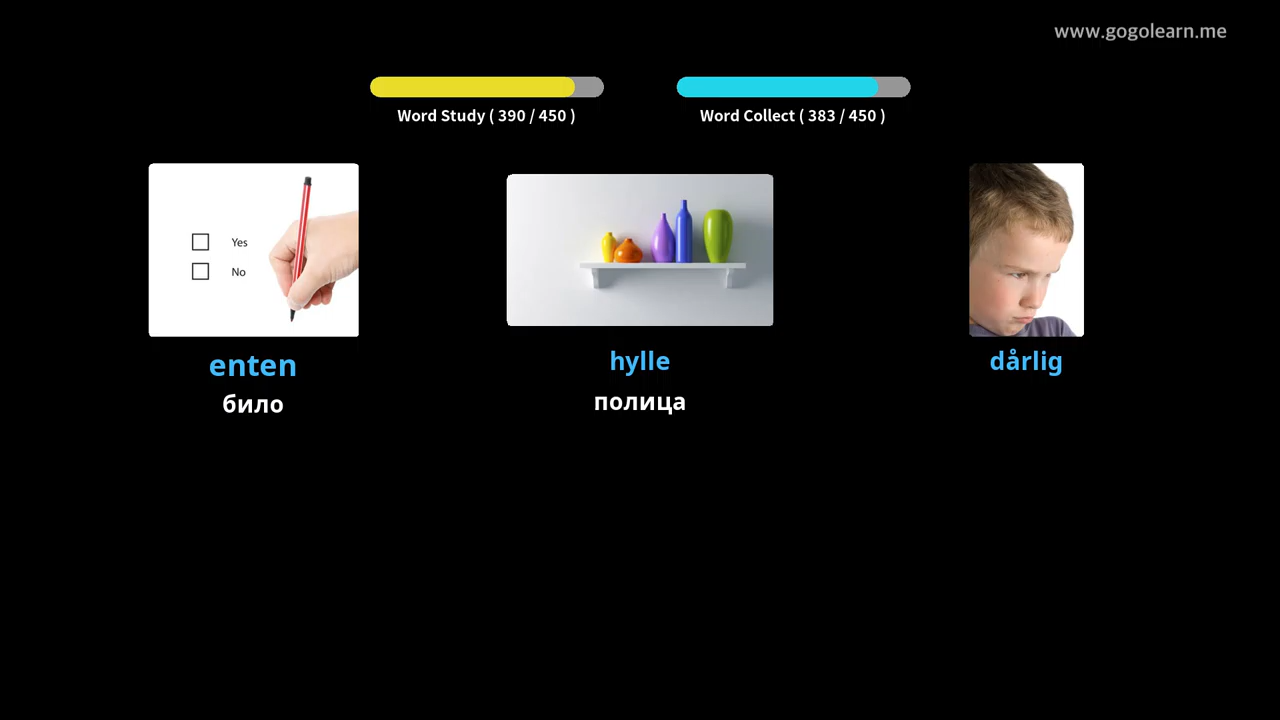 www.gogolearn.me
Word Study ( 390 / 450 )
Word Collect ( 383 / 450 )
Yes
No
enten
било
hylle
полица
dårlig